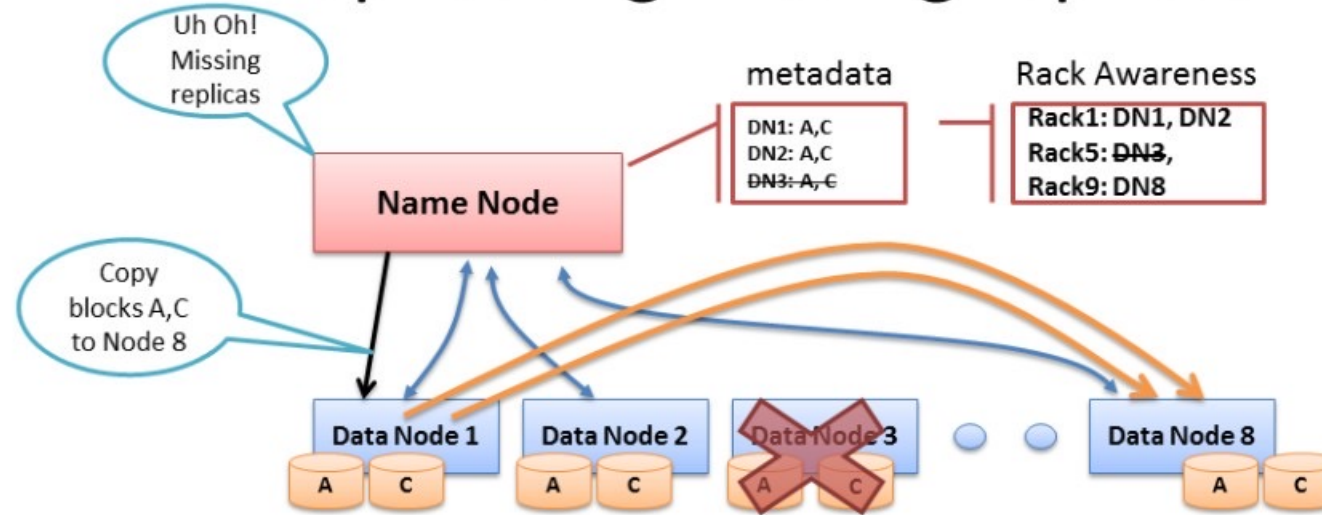 Uh Oh!
Missing
replicas
metadata
Rack Awareness
DN1: A,C
DN2: A,C
DN3: A, C
Rack1: DN1, DN2
Rack5: DN3,
Rack9: DN8
Name Node
Copy
blocks A,C
to Node 8
Data Node 1
Data Node 2
Data Node 3
Data Node 8
A C
A C
A C
A C